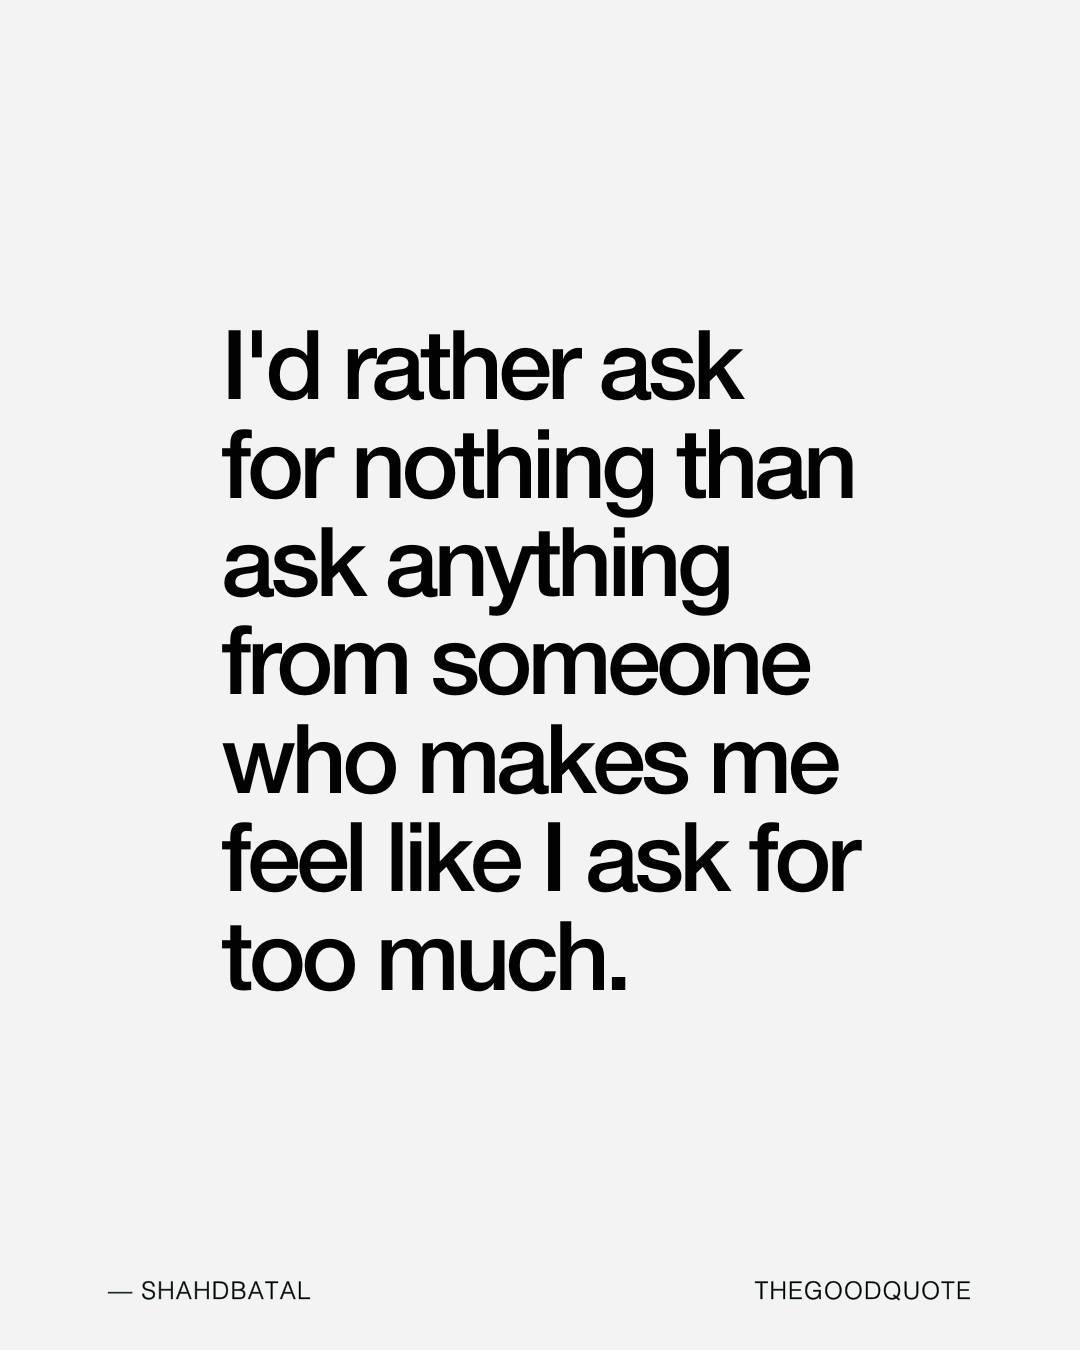 I'd rather ask
for nothing than
ask anything
from someone
who makes me
feel like I ask for
too much.
— SHAHDBATAL
THEGOODQUOTE